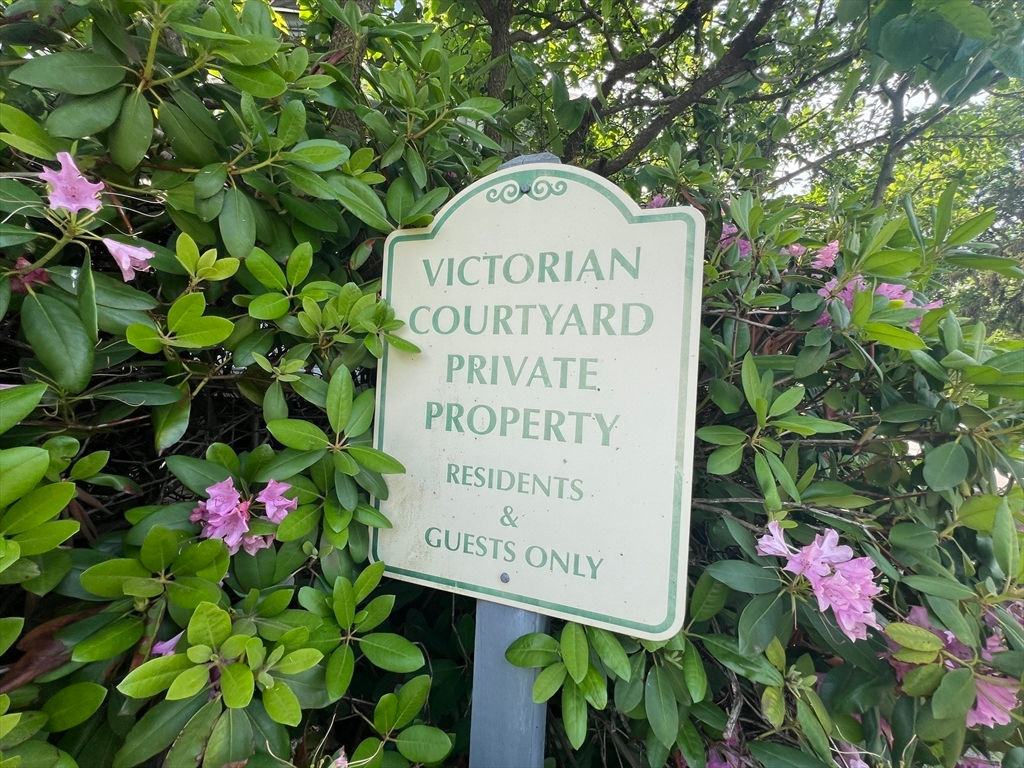 VICTORIAN
COURTYARD
PRIVATE
PROPERTY
RESIDENTS
&
GUESTS ONLY